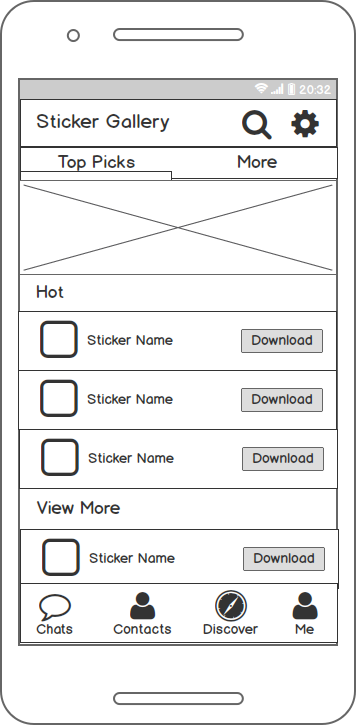 20:32
Sticker Gallery
Top Picks More
Hot
Sticker Name Download
Sticker Name Download
Sticker Name Download
View More
Sticker Name Download
Chats Contacts Discover Me